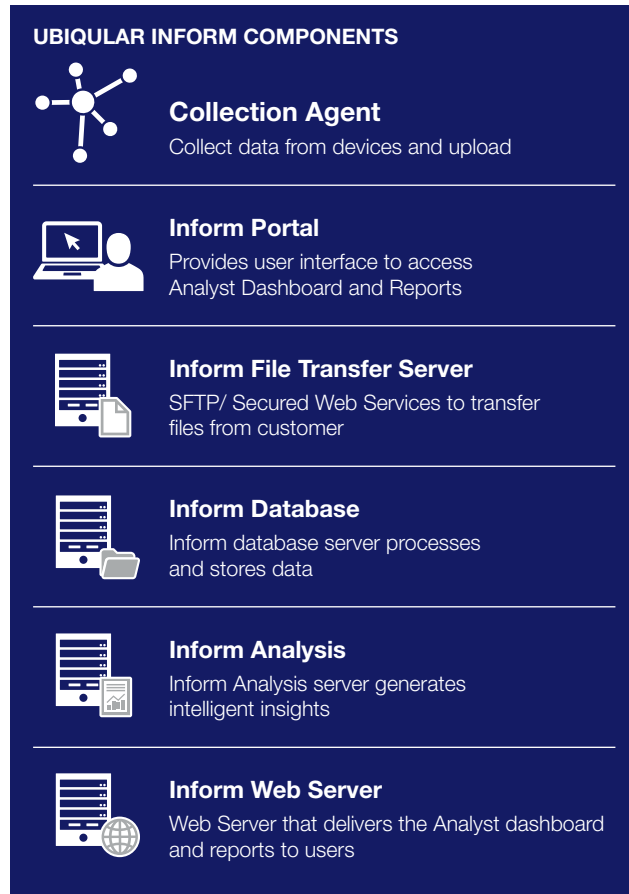 UBIQULAR INFORM COMPONENTS
Collection Agent
Collect data from devices and upload
Inform Portal
Provides user interface to access
Analyst Dashboard and Reports
Inform File Transfer Server
SFTP/ Secured Web Services to transfer
files from customer
Inform Database
Inform database server processes
and stores data
Inform Analysis
Inform Analysis server generates
intelligent insights
Inform Web Server
Web Server that delivers the Analyst dashboard
and reports to users